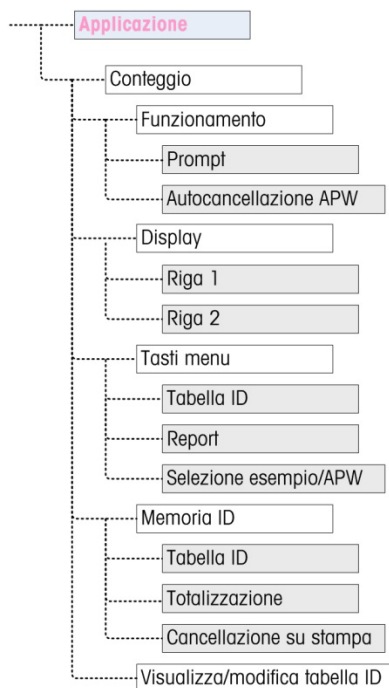 Applicazione
Conteggio
Funzionamento
Prompt
Autocancellazione APW
Display
Riga 1
Riga 2
Tasti menu
Tabella ID
Report
Selezione esempio/APW
Memoria ID
Tabella ID
Totalizzazione
Cancellazione su stampa
Visualizza/modifica tabella ID